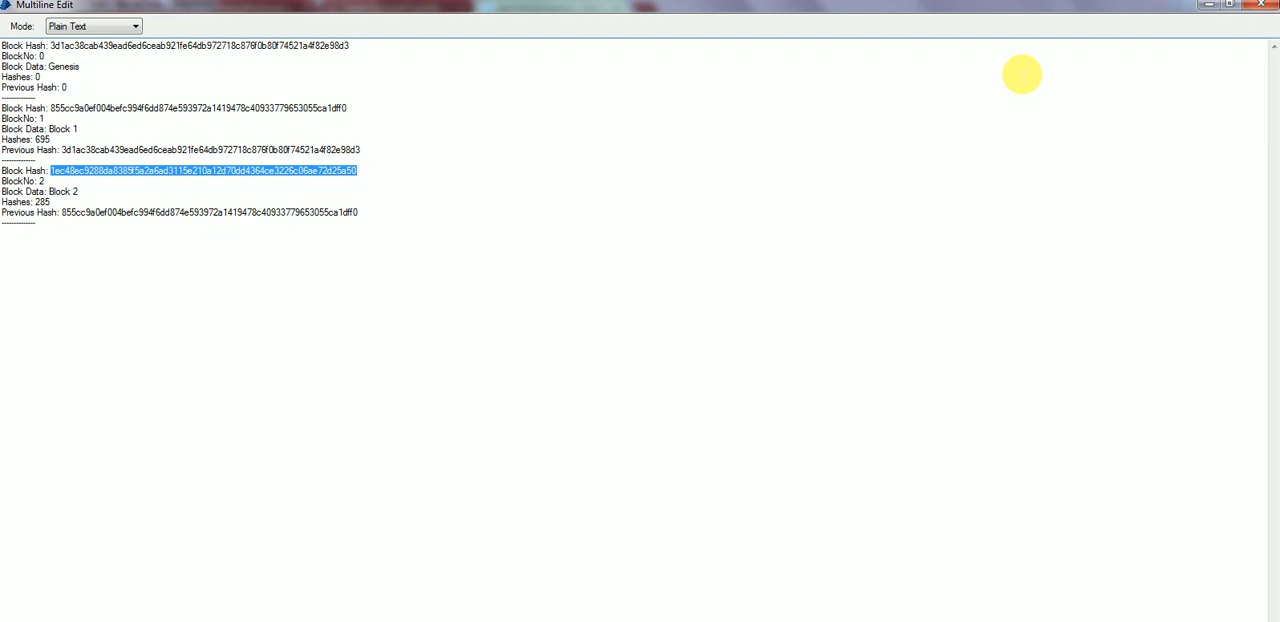 Multiline Edit
Mode: Plain Text
Block Hash: 3d1ac38cab439ead6ed6ceab921fe64db972718c876f0b80f74521a4f82e98d3
BlockNo: 0
Block Data: Genesis
Hashes: 0
Previous Hash: 0
--------------
Block Hash: 855cc9a0ef004befc994f6dd874e593972a1419478c40933779653055ca1dff0
BlockNo: 1
Block Data: Block 1
Hashes: 695
Previous Hash: 3d1ac38cab439ead6ed6ceab921fe64db972718c876f0b80f74521a4f82e98d3
--------------
Block Hash: 1ec48ec9288da8385f5a2a6ad3115e210a12d70dd4364ce3226c06ae72d25a50
BlockNo: 2
Block Data: Block 2
Hashes: 285
Previous Hash: 855cc9a0ef004befc994f6dd874e593972a1419478c40933779653055ca1dff0
--------------